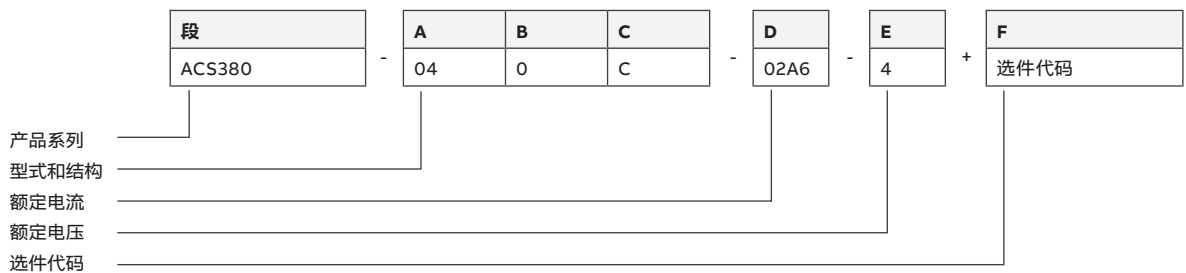 段 A B C D E F
ACS380 - 04 0 C - 02A6 - 4 + 选件代码
产品系列
型式和结构
额定电流
额定电压
选件代码